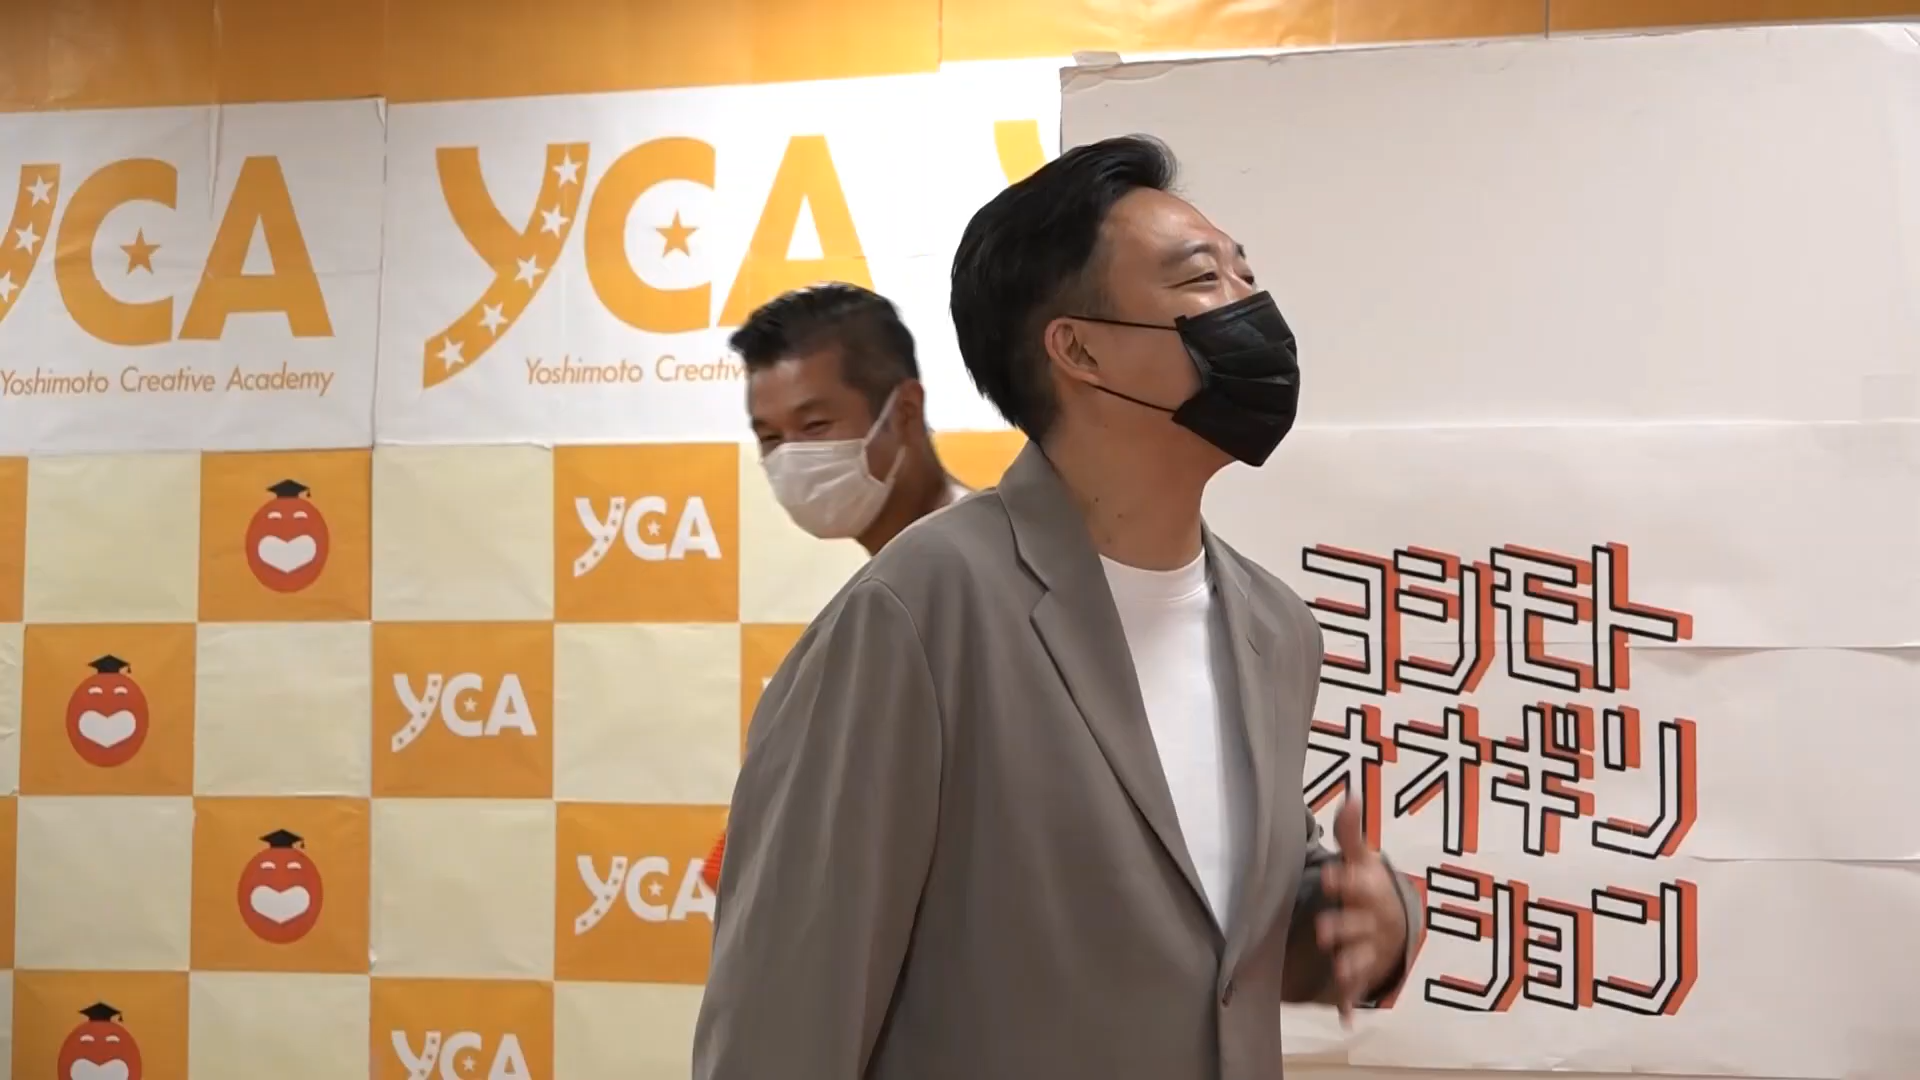 YCA
Yoshimoto Creative Academy
YCA
Yoshimoto Creative
YCA
YCA
YCA
YCA
ヨシモト
オオギリ
ション